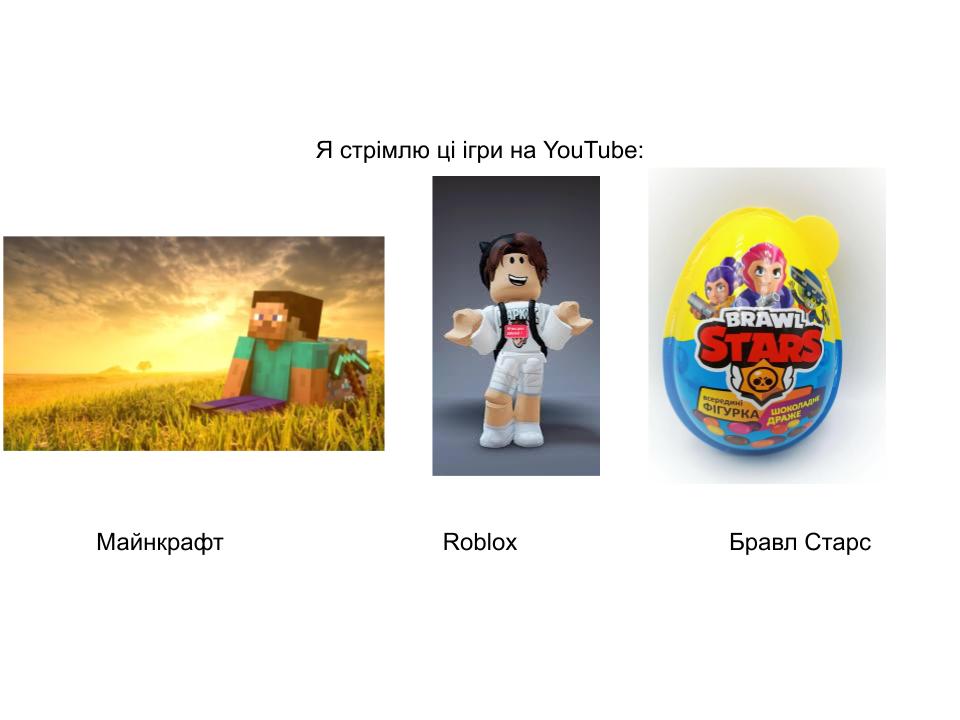 Я стрімлю ці ігри на YouTube:
BRAWL
STARS
всередині
ФІГУРКА
ШОКОЛАДНЕ
ДРАЖЕ
Майнкрафт
Roblox
Бравл Старс